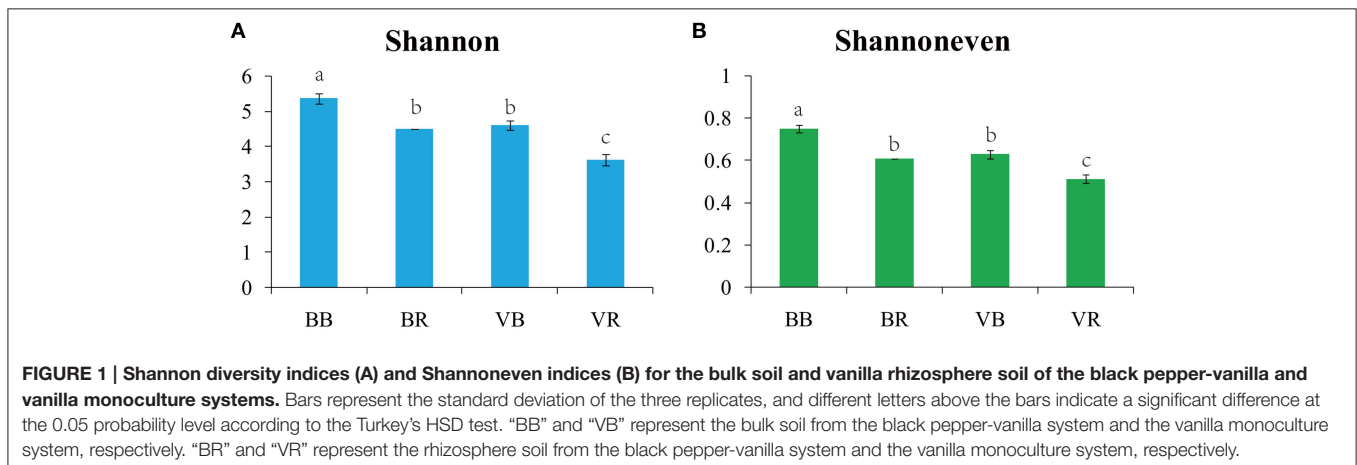 A
Shannon
6
5
4
3
2
1
0
a
b
b
c
BB BR VB VR
B
Shannoneven
1
0.8
0.6
0.4
0.2
0
a
b
b
c
BB BR VB VR
FIGURE 1 | Shannon diversity indices (A) and Shannoneven indices (B) for the bulk soil and vanilla rhizosphere soil of the black pepper-vanilla and
vanilla monoculture systems. Bars represent the standard deviation of the three replicates, and different letters above the bars indicate a significant difference at
the 0.05 probability level according to the Turkey's HSD test. "BB" and "VB" represent the bulk soil from the black pepper-vanilla system and the vanilla monoculture
system, respectively. "BR" and "VR" represent the rhizosphere soil from the black pepper-vanilla system and the vanilla monoculture system, respectively.